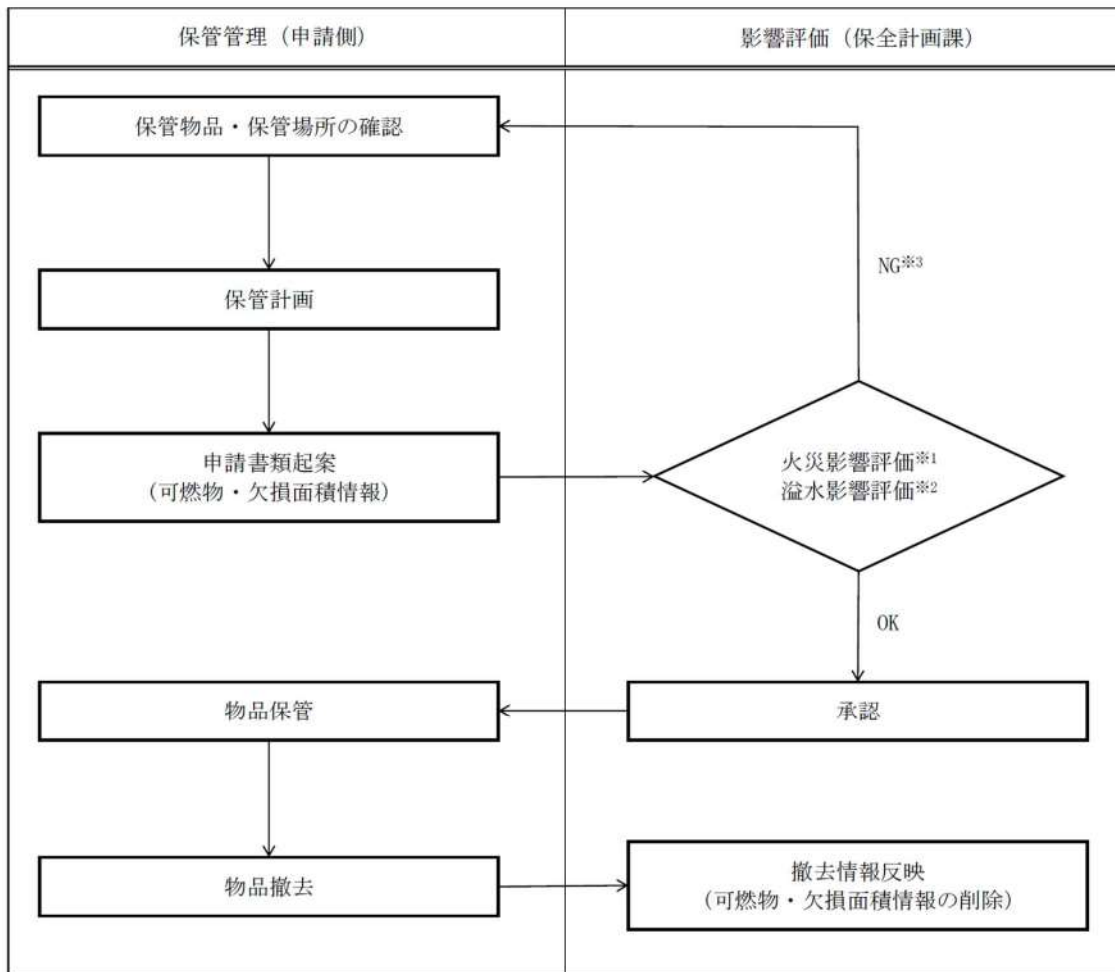 保管管理（申請側）
影響評価（保全計画課）
保管物品・保管場所の確認
NG※3
保管計画
申請書類起案
（可燃物・欠損面積情報）
火災影響評価※1
溢水影響評価※2
OK
物品保管
承認
物品撤去
撤去情報反映
（可燃物・欠損面積情報の削除）